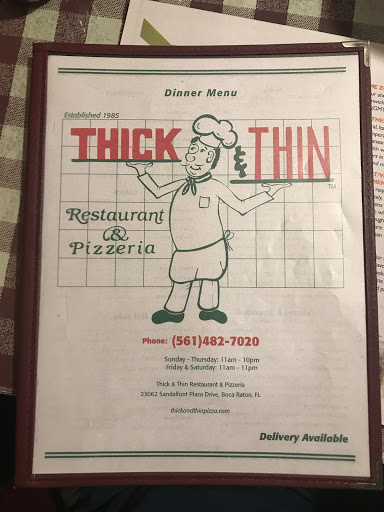 Dinner Menu
Established 1985
THICK & THIN
TM
Restaurant
&
Pizzeria
Phone: (561)482-7020
Sunday - Thursday: 11am - 10pm
Friday & Saturday: 11am - 11pm
Thick & Thin Restaurant & Pizzeria
23062 Sandalfoot Plaza Drive, Boca Raton, FL
thickandthinpizza.com
Delivery Available